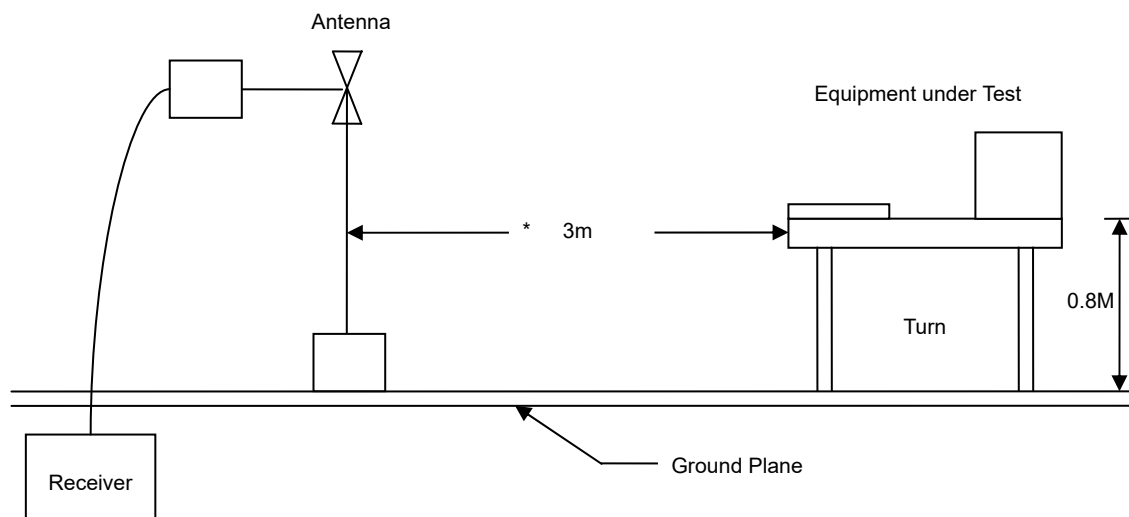 Antenna
Equipment under Test
* 3m
0.8M
Turn
Ground Plane
Receiver